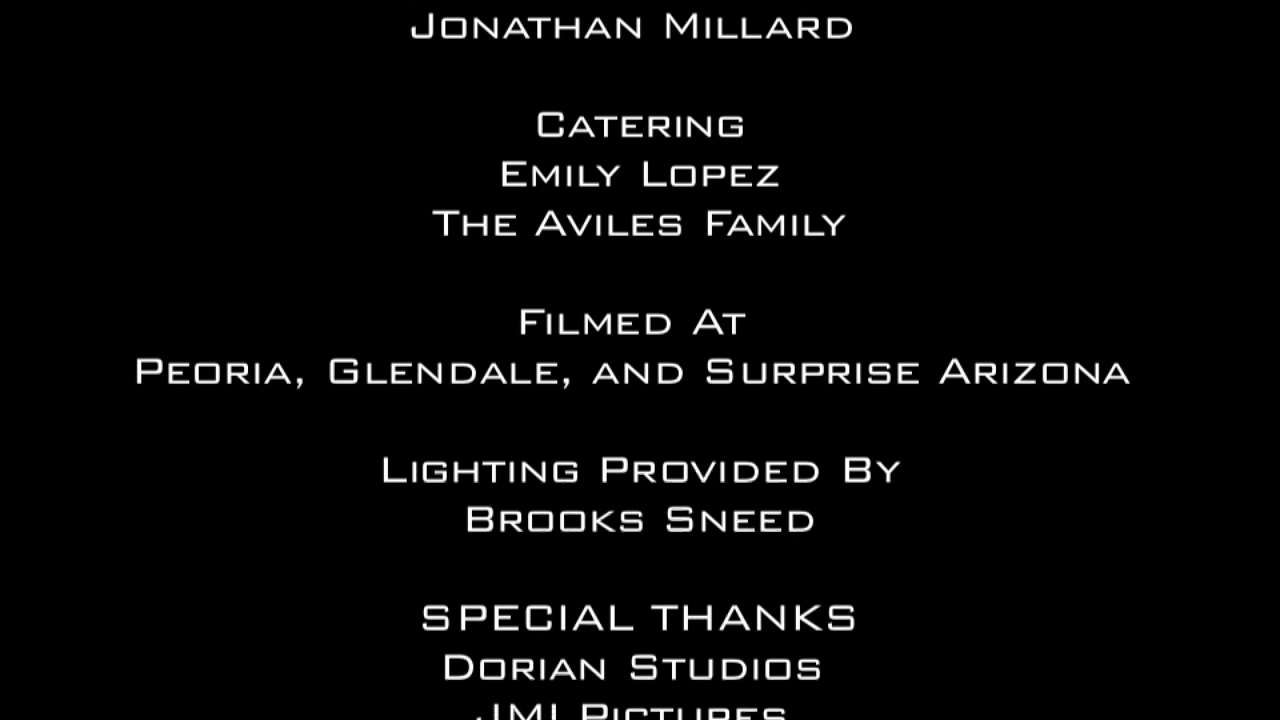 Jonathan Millard
Catering
Emily Lopez
The Aviles Family
Filmed At
Peoria, Glendale, and Surprise Arizona
Lighting Provided By
Brooks Sneed
SPECIAL THANKS
Dorian Studios
Pictures